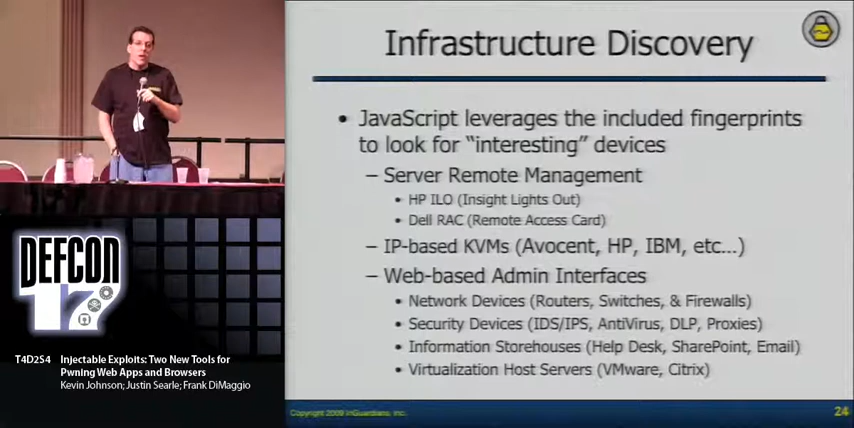 Infrastructure Discovery
• JavaScript leverages the included fingerprints
to look for "interesting" devices
– Server Remote Management
• HP ILO (Insight Lights Out)
• Dell RAC (Remote Access Card)
– IP-based KVMs (Avocent, HP, IBM, etc...)
– Web-based Admin Interfaces
• Network Devices (Routers, Switches, & Firewalls)
• Security Devices (IDS/IPS, AntiVirus, DLP, Proxies)
• Information Storehouses (Help Desk, SharePoint, Email)
• Virtualization Host Servers (VMware, Citrix)
Copyright 2009 InGuardians, Inc.
24
DEFCON
17
T4D254
Injectable Exploits: Two New Tools for
Pwning Web Apps and Browsers
Kevin Johnson; Justin Searle; Frank DiMaggio